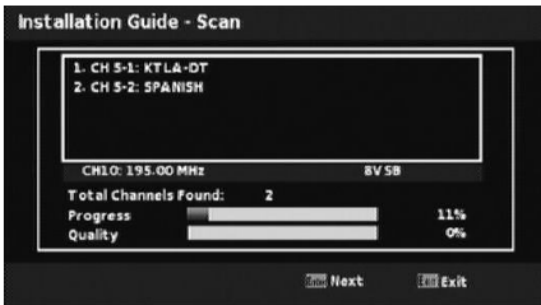 Installation Guide - Scan
1. CH 5-1: KTLA-DT
2. CH 5-2: SPANISH
CH10: 195.00 MHz 8VSB
Total Channels Found: 2
Progress 11%
Quality 0%
Next Exit